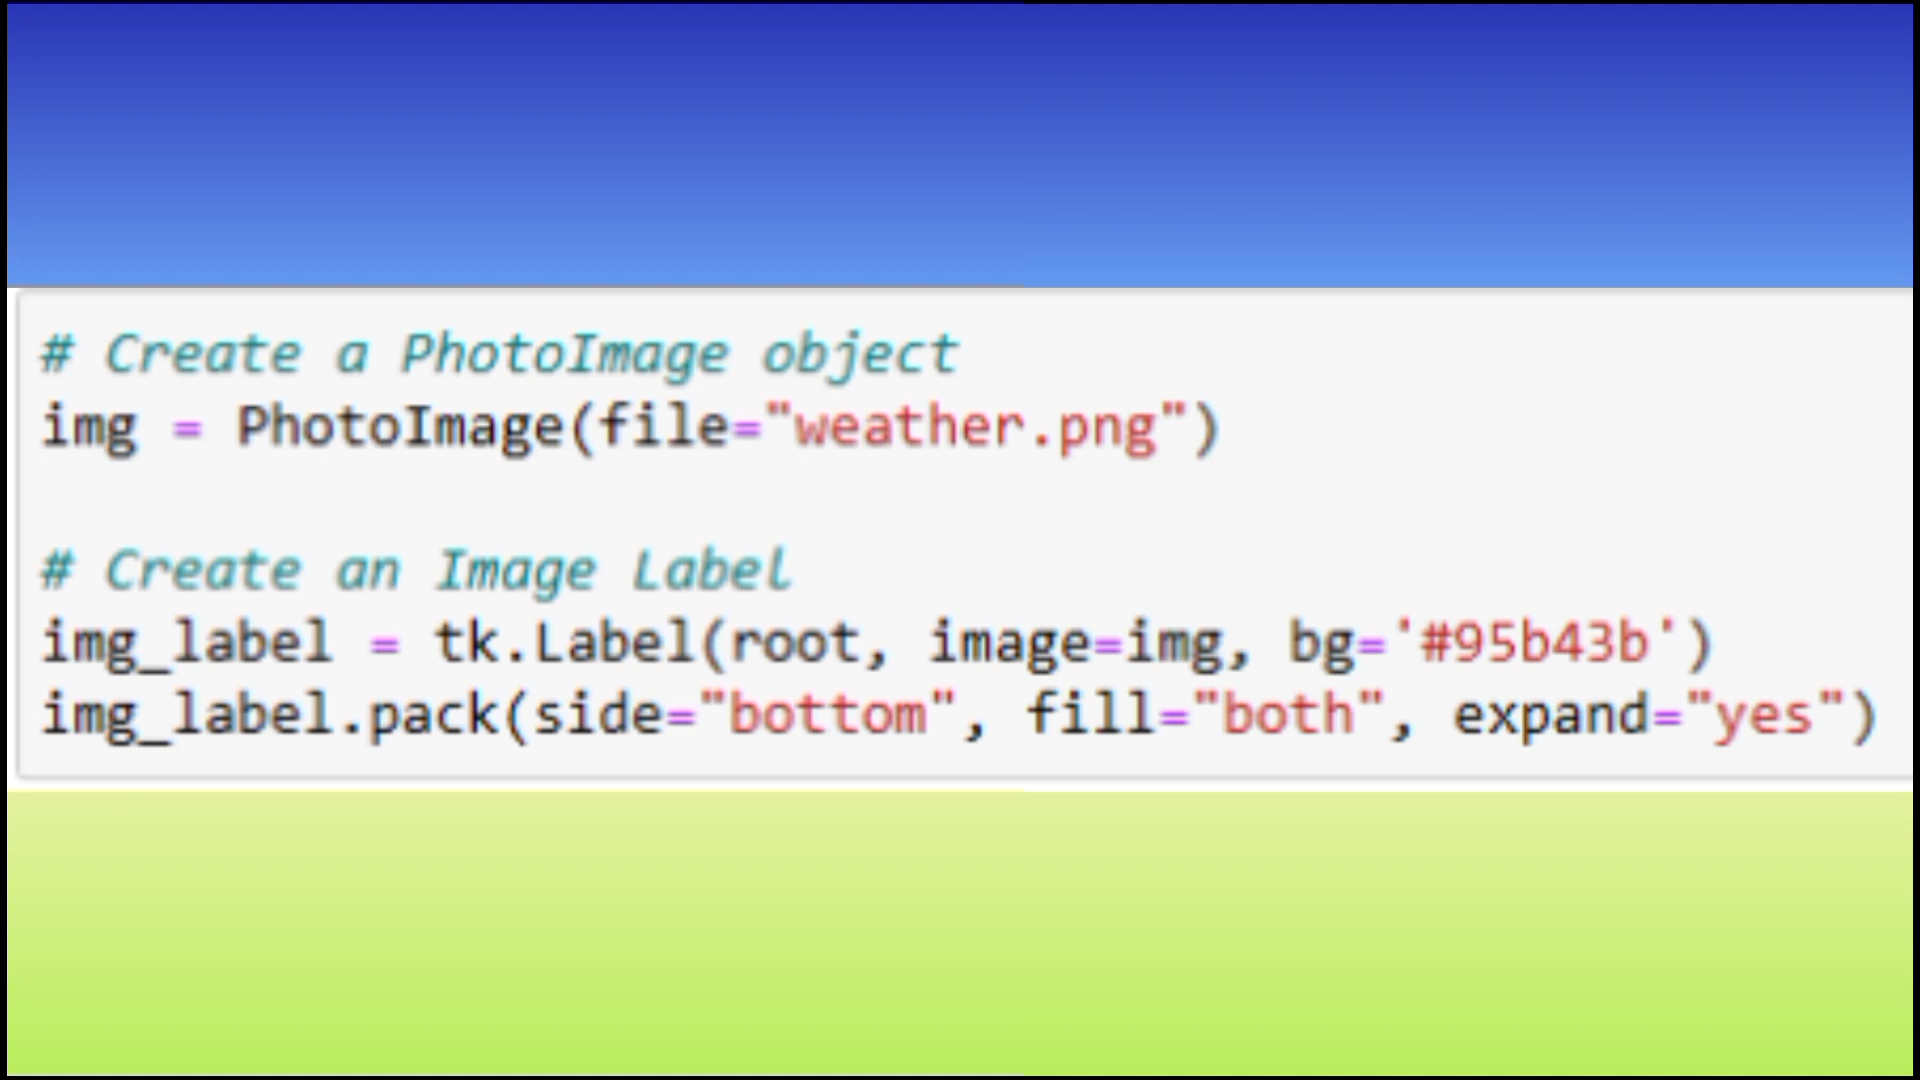 # Create a PhotoImage object
img = PhotoImage(file="weather.png")
# Create an Image Label
img_label = tk.Label(root, image=img, bg='#95b43b')
img_label.pack(side="bottom", fill="both", expand="yes")